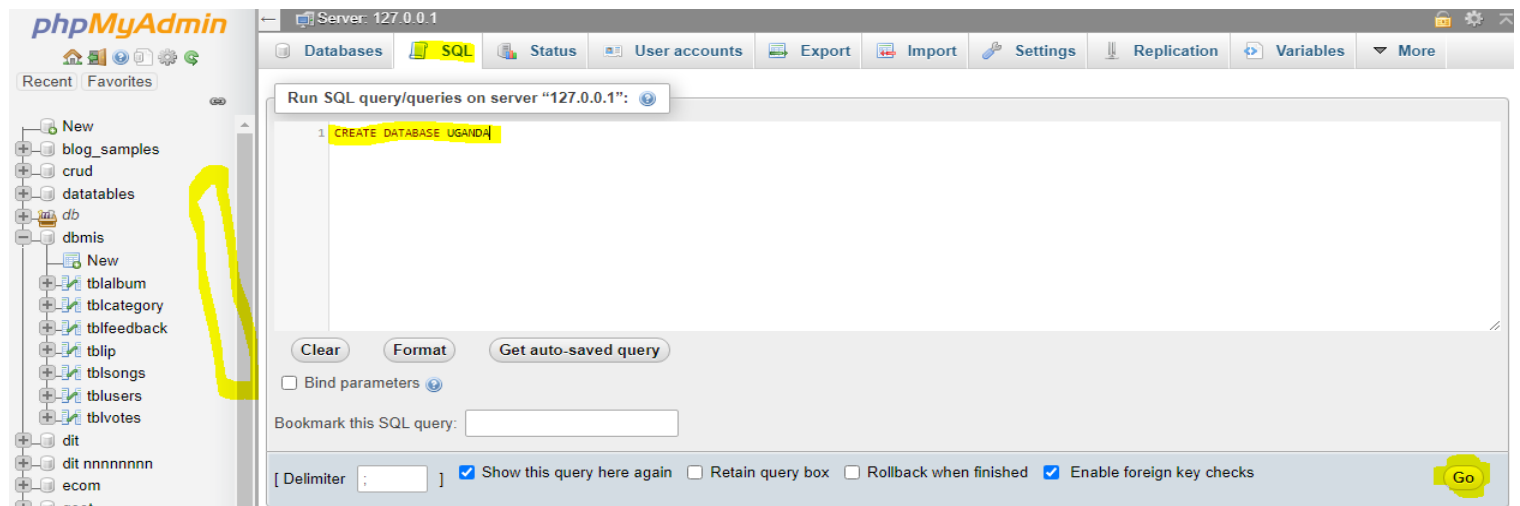 phpMyAdmin
Recent Favorites
New
blog_samples
crud
datatables
db
dbmis
New
tblalbum
tblcategory
tblfeedback
tblip
tblsongs
tblusers
tblvotes
dit
dit nnnnnnnn
ecom
Server: 127.0.0.1
Databases SQL Status User accounts Export Import Settings Replication Variables More
Run SQL query/queries on server “127.0.0.1”:
1 CREATE DATABASE UGANDA
Clear Format Get auto-saved query
Bind parameters
Bookmark this SQL query:
[ Delimiter ; ] Show this query here again Retain query box Rollback when finished Enable foreign key checks
Go